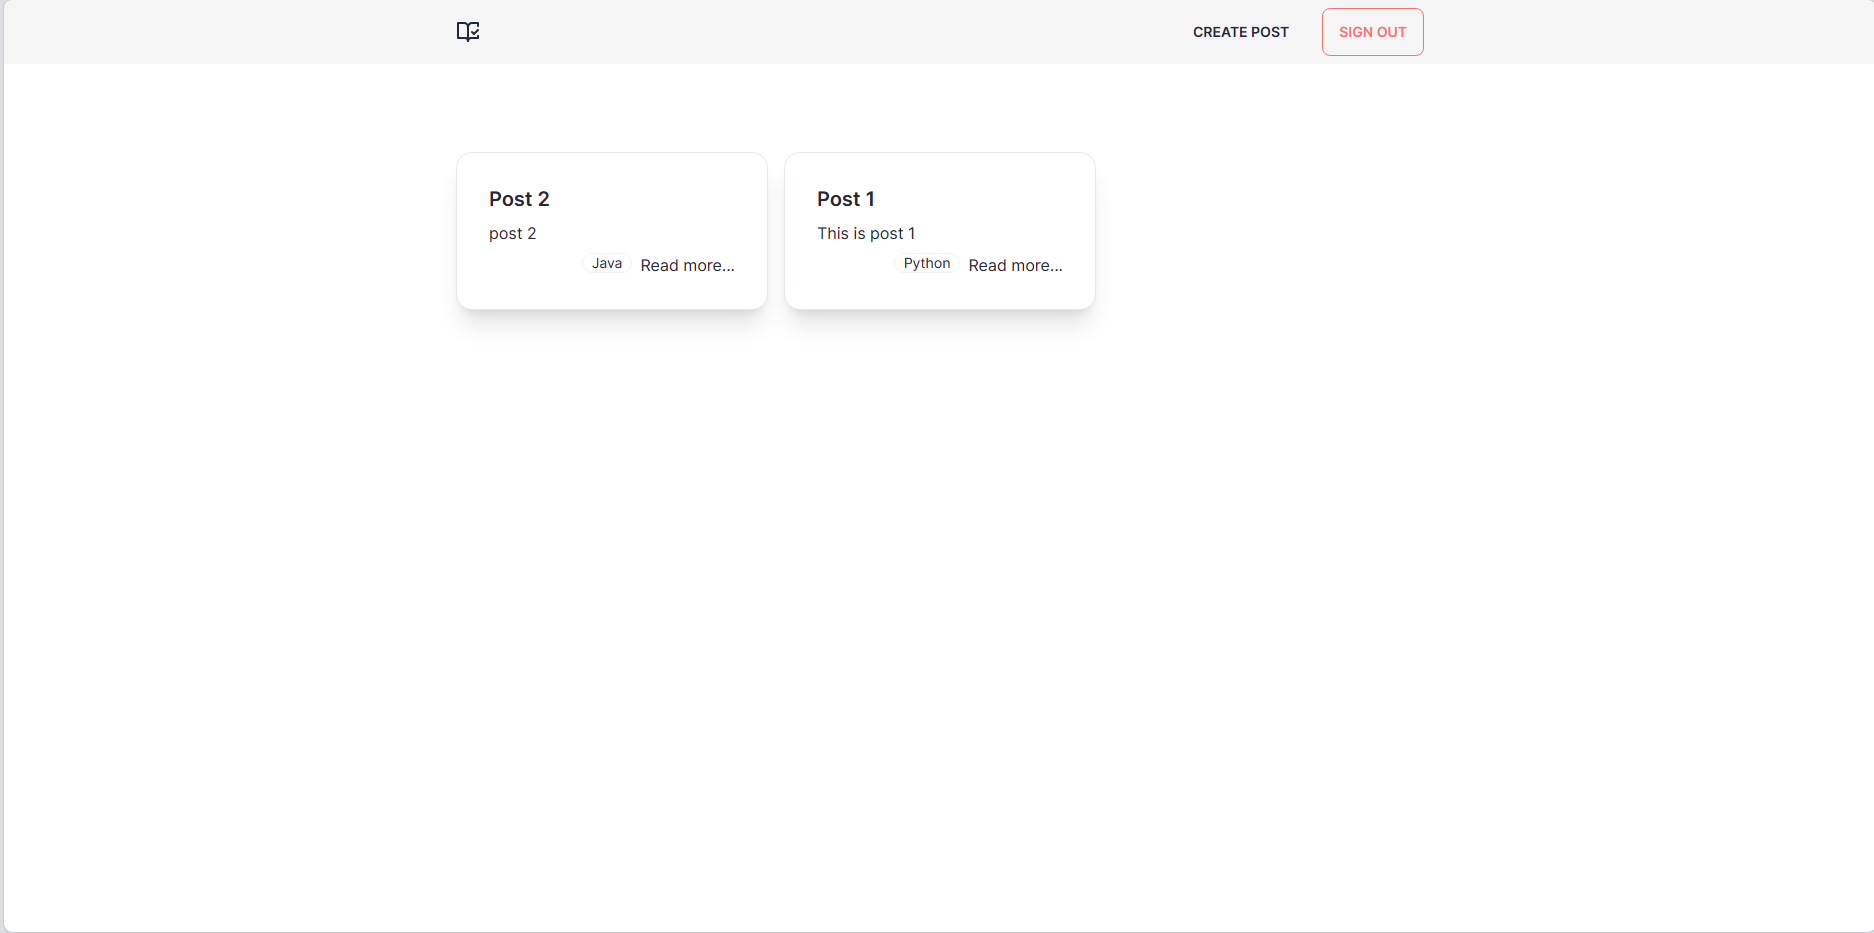 CREATE POST
SIGN OUT
Post 2
post 2
Java
Read more...
Post 1
This is post 1
Python
Read more...